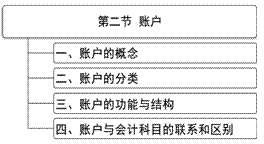 第二节 账户
一、账户的概念
二、账户的分类
三、账户的功能与结构
四、账户与会计科目的联系和区别